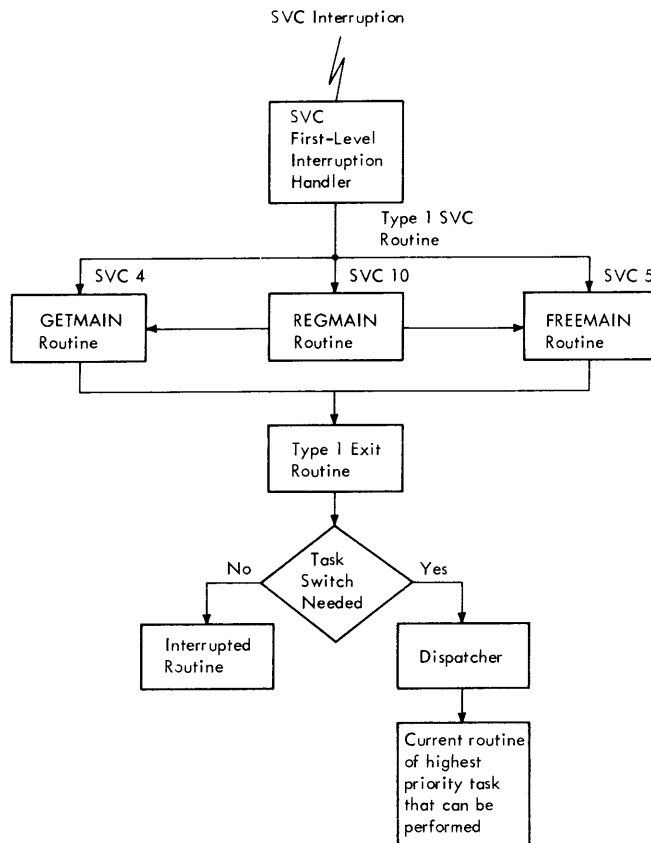 SVC Interruption
SVC
First-Level
Interruption
Handler
Type 1 SVC
Routine
SVC 4
SVC 10
SVC 5
GETMAIN
Routine
REGMAIN
Routine
FREEMAIN
Routine
Type 1 Exit
Routine
No
Task
Switch
Needed
Yes
Interrupted
Routine
Dispatcher
Current routine
of highest
priority task
that can be
performed